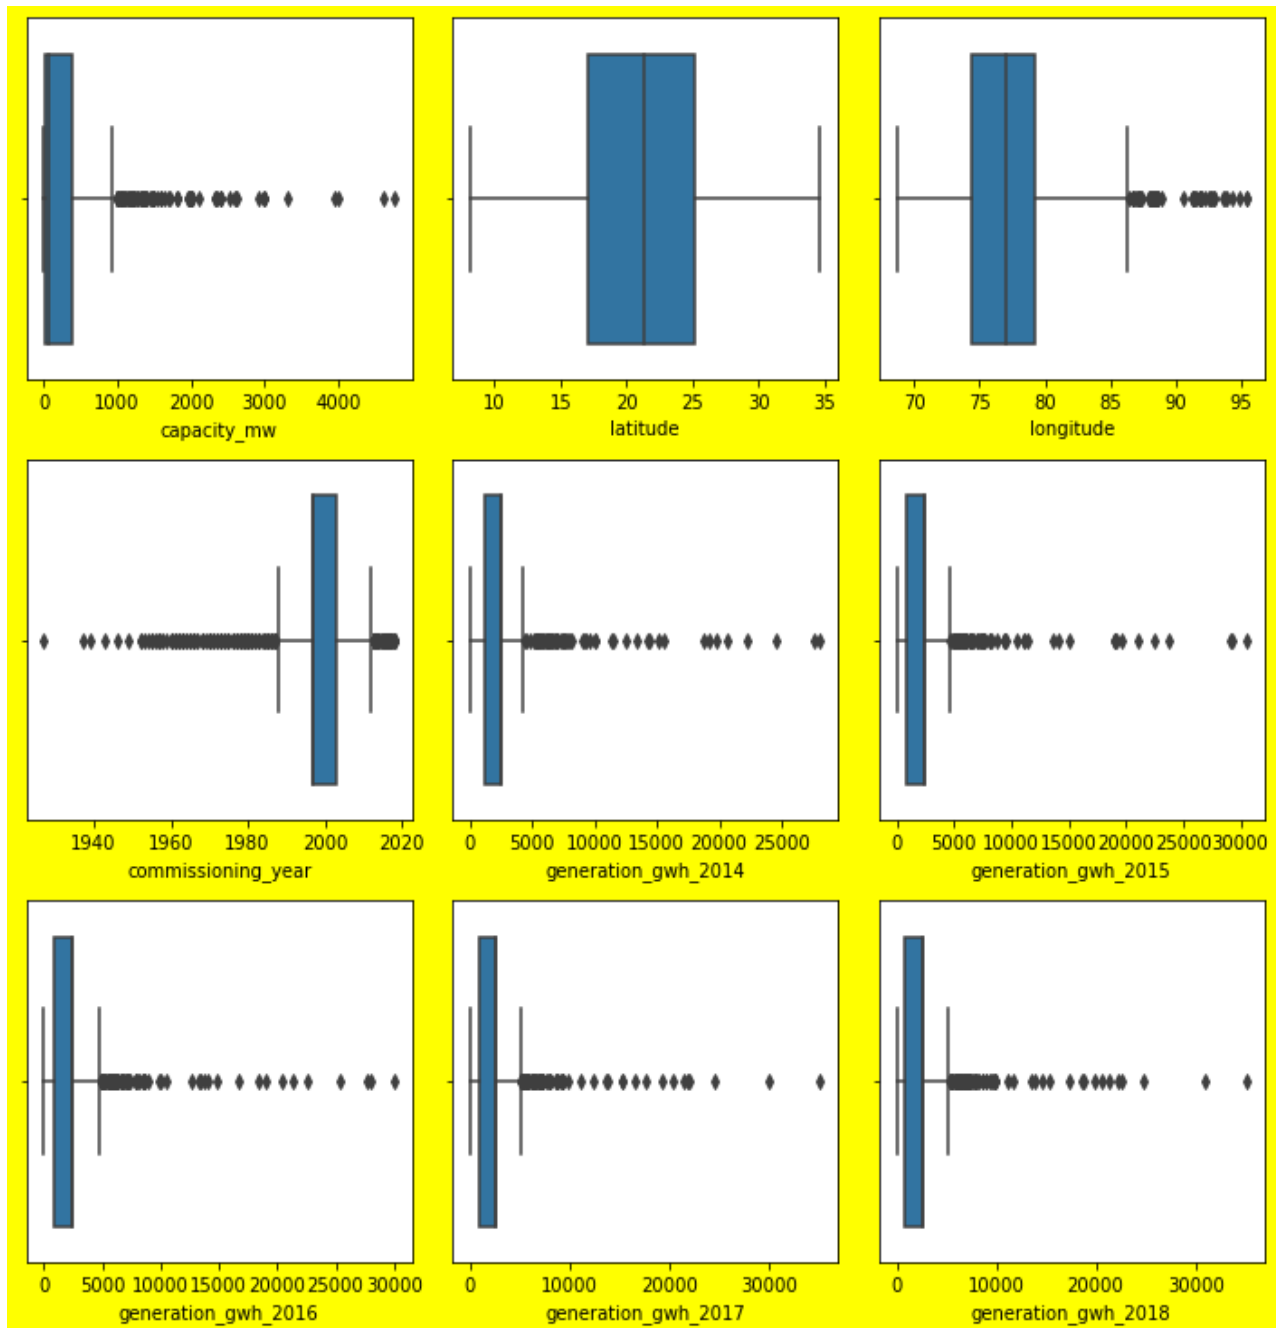 0 1000 2000 3000 4000
capacity_mw
10 15 20 25 30 35
latitude
70 75 80 85 90 95
longitude
1940 1960 1980 2000 2020
commissioning_year
0 5000 10000 15000 20000 25000
generation_gwh_2014
0 5000 10000 15000 20000 25000 30000
generation_gwh_2015
0 5000 10000 15000 20000 25000 30000
generation_gwh_2016
0 10000 20000 30000
generation_gwh_2017
0 10000 20000 30000
generation_gwh_2018